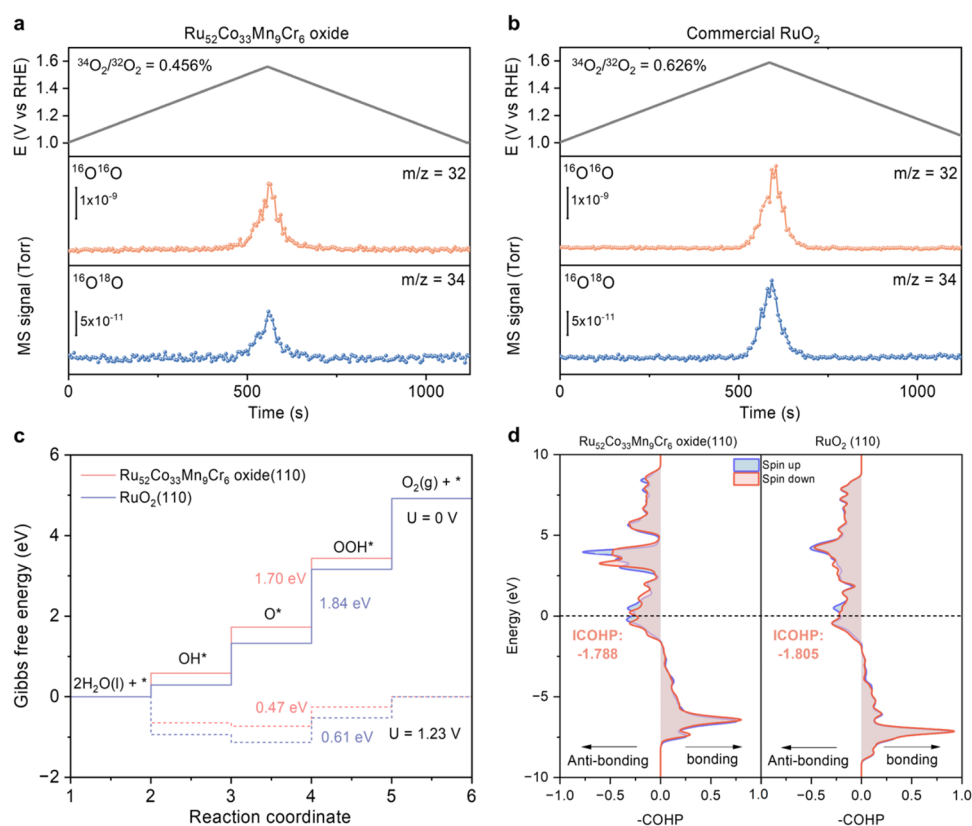 a
Ru₅₂Co₃₃Mn₉Cr₆ oxide
E (V vs RHE)
1.6
1.4
1.2
1.0
³⁴O₂/³²O₂ = 0.456%
¹⁶O¹⁶O
m/z = 32
1x10⁻⁹
¹⁶O¹⁸O
m/z = 34
5x10⁻¹¹
MS signal (Torr)
0 500 1000
Time (s)
b
Commercial RuO₂
E (V vs RHE)
1.6
1.4
1.2
1.0
³⁴O₂/³²O₂ = 0.626%
¹⁶O¹⁶O
m/z = 32
1x10⁻⁹
¹⁶O¹⁸O
m/z = 34
5x10⁻¹¹
MS signal (Torr)
0 500 1000
Time (s)
c
Gibbs free energy (eV)
6
4
2
0
−2
Ru₅₂Co₃₃Mn₉Cr₆ oxide(110)
RuO₂(110)
O₂(g) + *
U = 0 V
OOH*
1.70 eV
1.84 eV
O*
OH*
2H₂O(l) + *
0.47 eV
0.61 eV
U = 1.23 V
1 2 3 4 5 6
Reaction coordinate
d
Ru₅₂Co₃₃Mn₉Cr₆ oxide(110)
RuO₂ (110)
Spin up
Spin down
Energy (eV)
10
5
0
−5
−10
ICOHP:
-1.788
ICOHP:
-1.805
Anti-bonding
bonding
Anti-bonding
bonding
−1.0 −0.5 0.0 0.5 1.0 −0.5 0.0 0.5 1.0
-COHP
-COHP